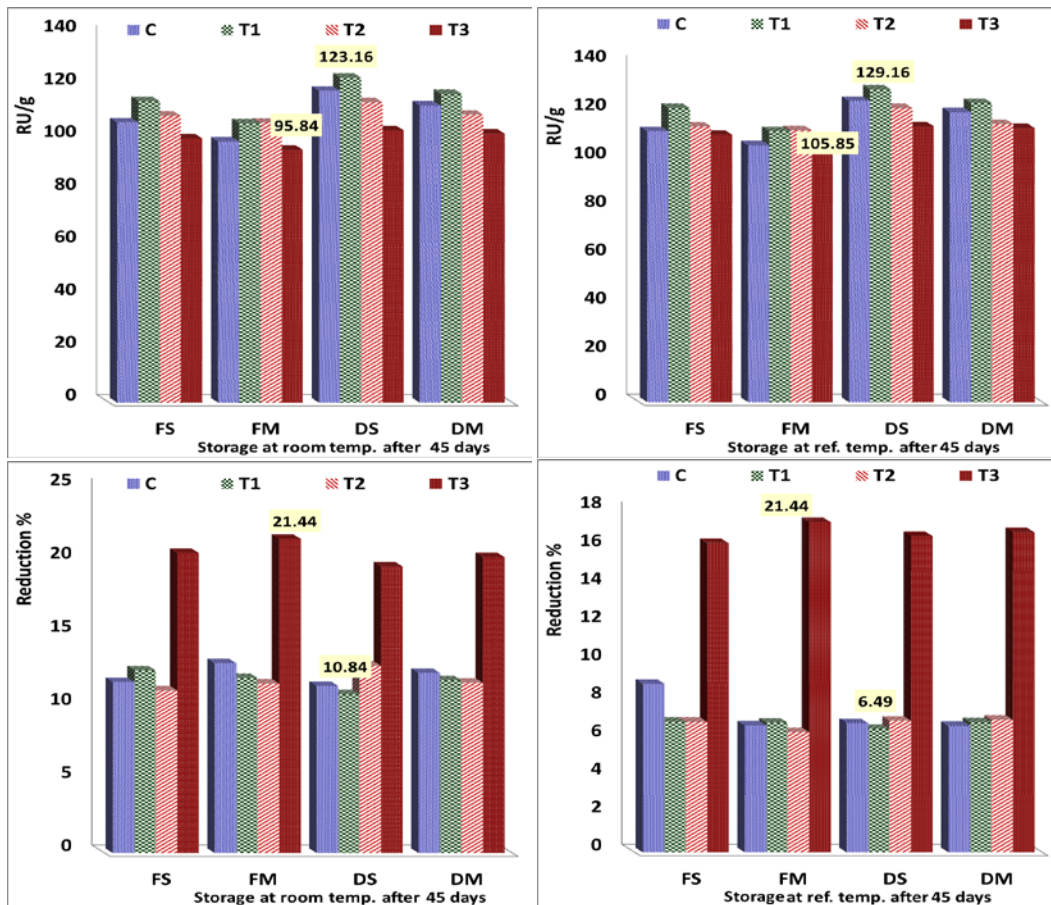 140
C T1 T2 T3
123.16
120
100
95.84
80
60
40
20
0
RU/g
FS FM DS DM
Storage at room temp. after 45 days
140
C T1 T2 T3
129.16
120
100
105.85
80
60
40
20
0
RU/g
FS FM DS DM
Storage at ref. temp. after 45 days
25
C T1 T2 T3
21.44
20
15
10.84
10
5
0
Reduction %
FS FM DS DM
Storage at room temp. after 45 days
18
C T1 T2 T3
21.44
16
14
12
10
8
6.49
6
4
2
0
Reduction %
FS FM DS DM
Storage at ref. temp. after 45 days